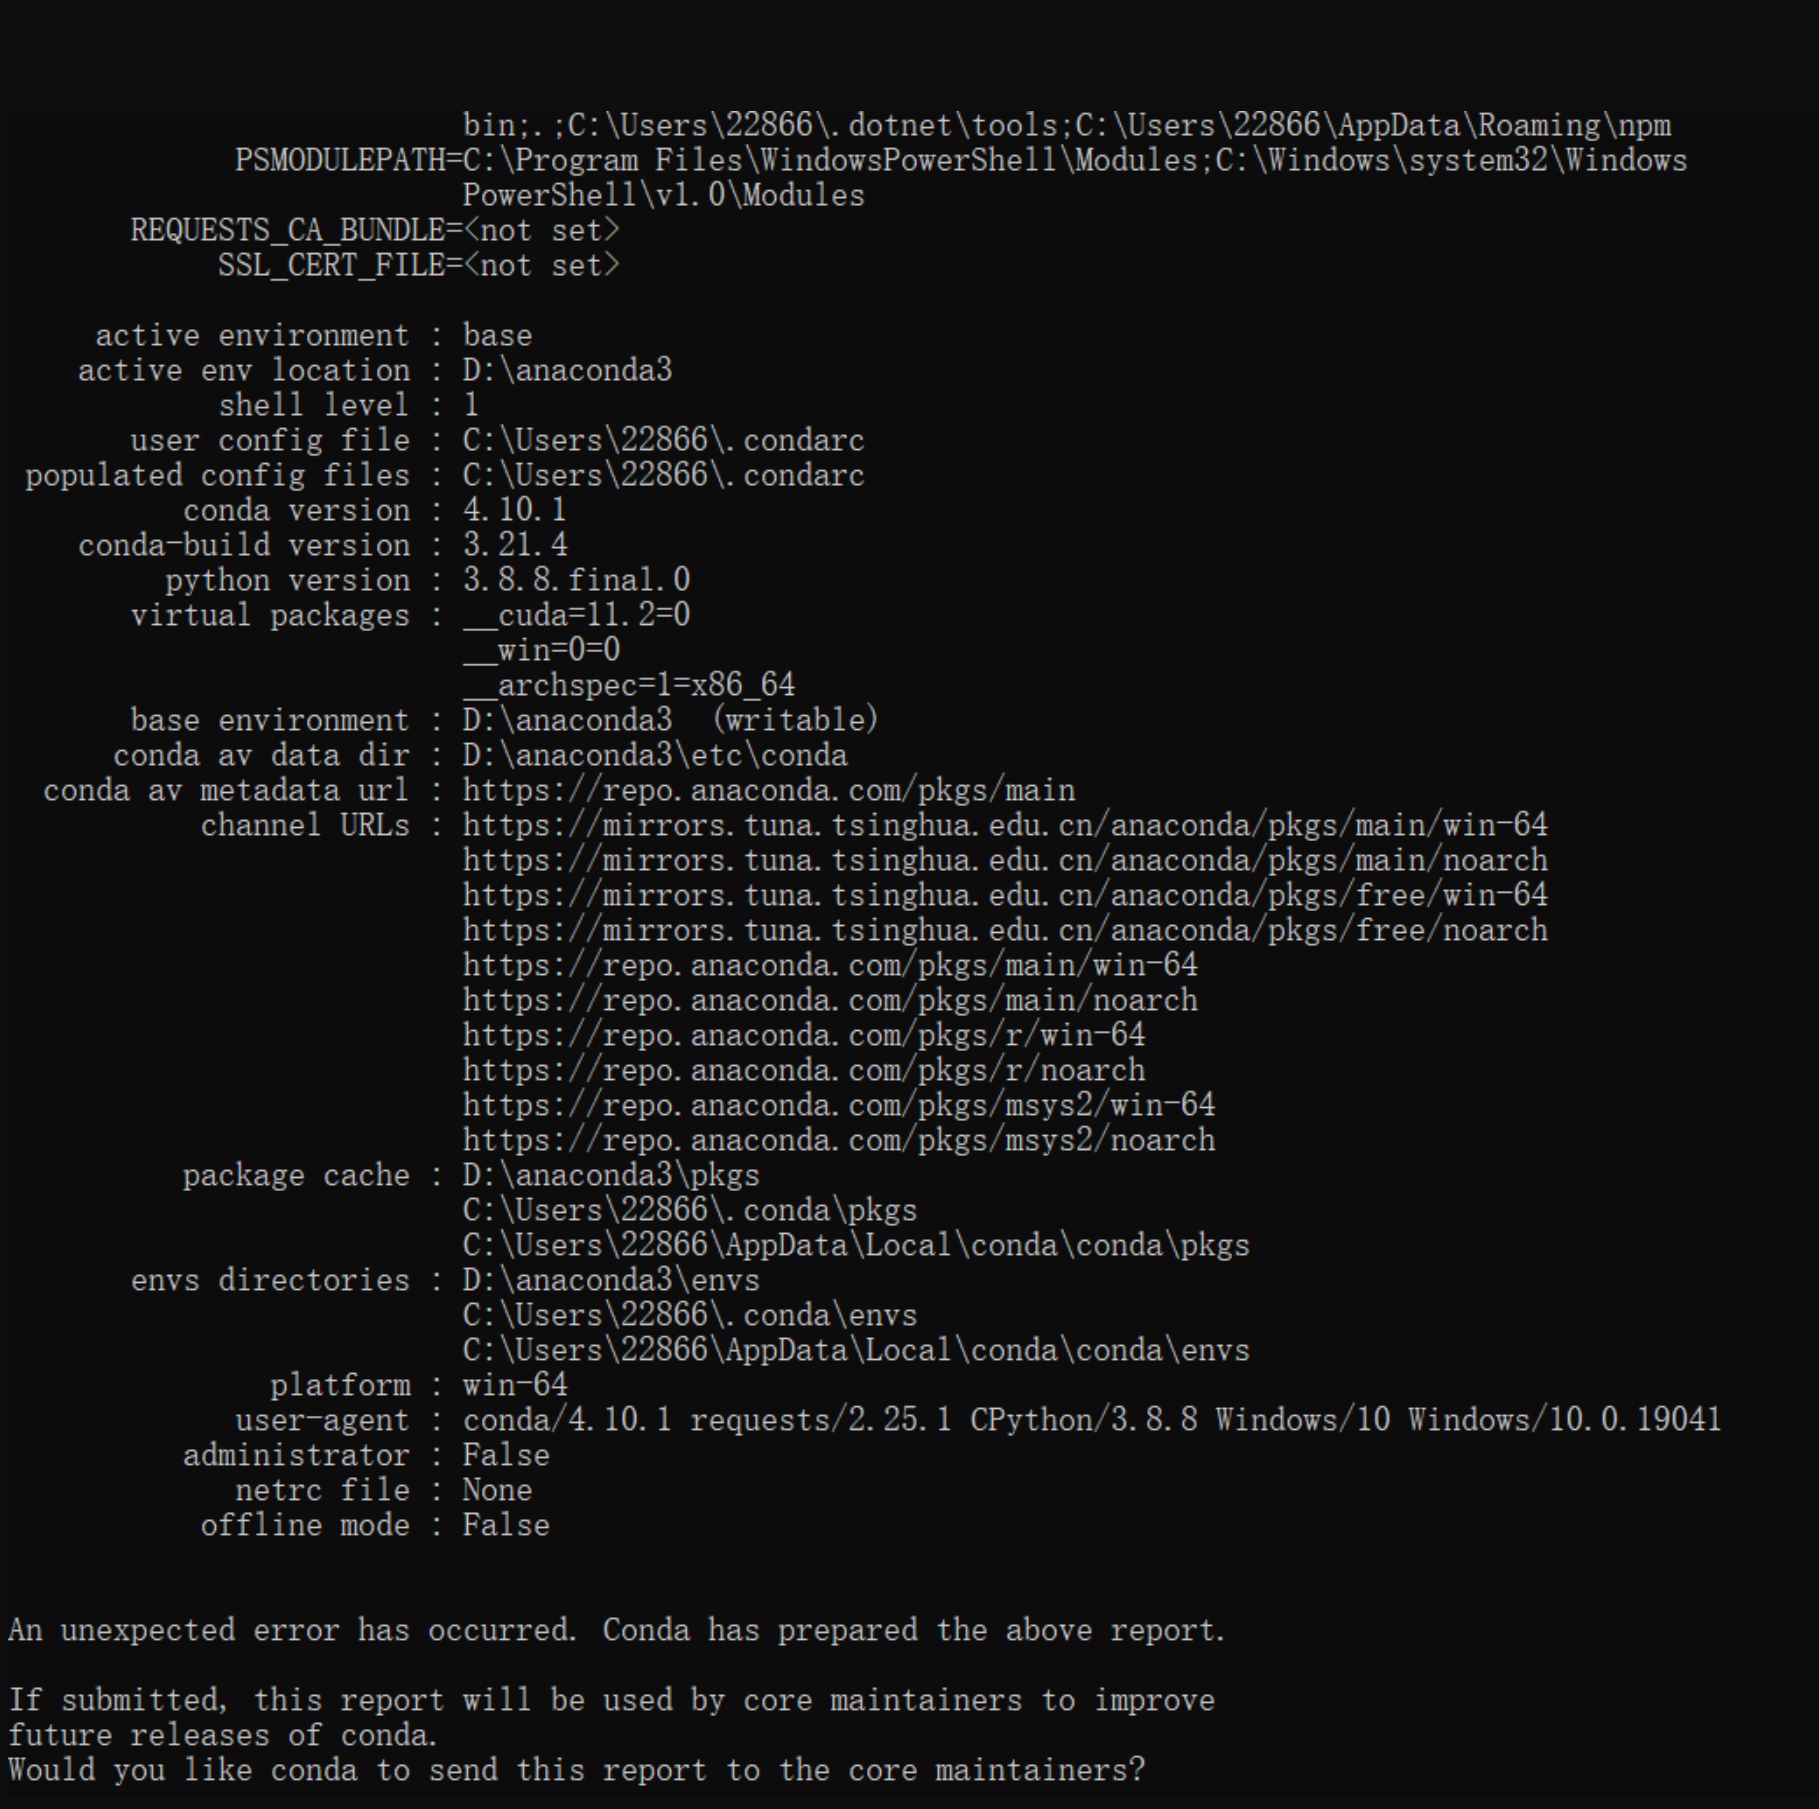 bin;.;C:\Users\22866\.dotnet\tools;C:\Users\22866\AppData\Roaming\npm
PSMODULEPATH=C:\Program Files\WindowsPowerShell\Modules;C:\Windows\system32\Windows
PowerShell\v1.0\Modules
REQUESTS_CA_BUNDLE=<not set>
SSL_CERT_FILE=<not set>
active environment : base
active env location : D:\anaconda3
shell level : 1
user config file : C:\Users\22866\.condarc
populated config files : C:\Users\22866\.condarc
conda version : 4.10.1
conda-build version : 3.21.4
python version : 3.8.8.final.0
virtual packages : __cuda=11.2=0
__win=0=0
__archspec=1=x86_64
base environment : D:\anaconda3  (writable)
conda av data dir : D:\anaconda3\etc\conda
conda av metadata url : https://repo.anaconda.com/pkgs/main
channel URLs : https://mirrors.tuna.tsinghua.edu.cn/anaconda/pkgs/main/win-64
https://mirrors.tuna.tsinghua.edu.cn/anaconda/pkgs/main/noarch
https://mirrors.tuna.tsinghua.edu.cn/anaconda/pkgs/free/win-64
https://mirrors.tuna.tsinghua.edu.cn/anaconda/pkgs/free/noarch
https://repo.anaconda.com/pkgs/main/win-64
https://repo.anaconda.com/pkgs/main/noarch
https://repo.anaconda.com/pkgs/r/win-64
https://repo.anaconda.com/pkgs/r/noarch
https://repo.anaconda.com/pkgs/msys2/win-64
https://repo.anaconda.com/pkgs/msys2/noarch
package cache : D:\anaconda3\pkgs
C:\Users\22866\.conda\pkgs
C:\Users\22866\AppData\Local\conda\conda\pkgs
envs directories : D:\anaconda3\envs
C:\Users\22866\.conda\envs
C:\Users\22866\AppData\Local\conda\conda\envs
platform : win-64
user-agent : conda/4.10.1 requests/2.25.1 CPython/3.8.8 Windows/10 Windows/10.0.19041
administrator : False
netrc file : None
offline mode : False
An unexpected error has occurred. Conda has prepared the above report.
If submitted, this report will be used by core maintainers to improve
future releases of conda.
Would you like conda to send this report to the core maintainers?